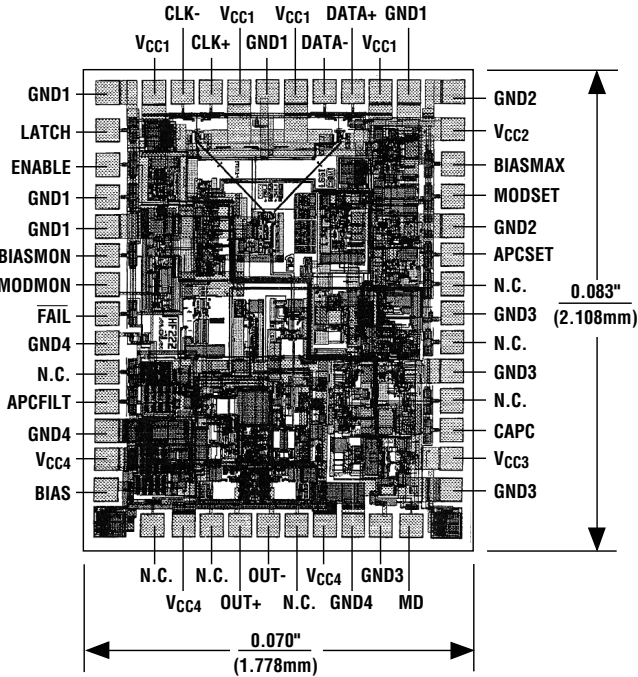 CLK- VCC1 VCC1 DATA+ GND1
VCC1 CLK+ GND1 DATA- VCC1
GND1
LATCH
ENABLE
GND1
GND1
BIASMON
MODMON
FAIL
GND4
N.C.
APCFILT
GND4
VCC4
BIAS
GND2
VCC2
BIASMAX
MODSET
GND2
APCSET
N.C.
GND3
N.C.
GND3
N.C.
CAPC
VCC3
GND3
HF22Z
N.C. N.C. OUT- VCC4 GND3
VCC4 OUT+ N.C. GND4 MD
0.083"
(2.108mm)
0.070"
(1.778mm)